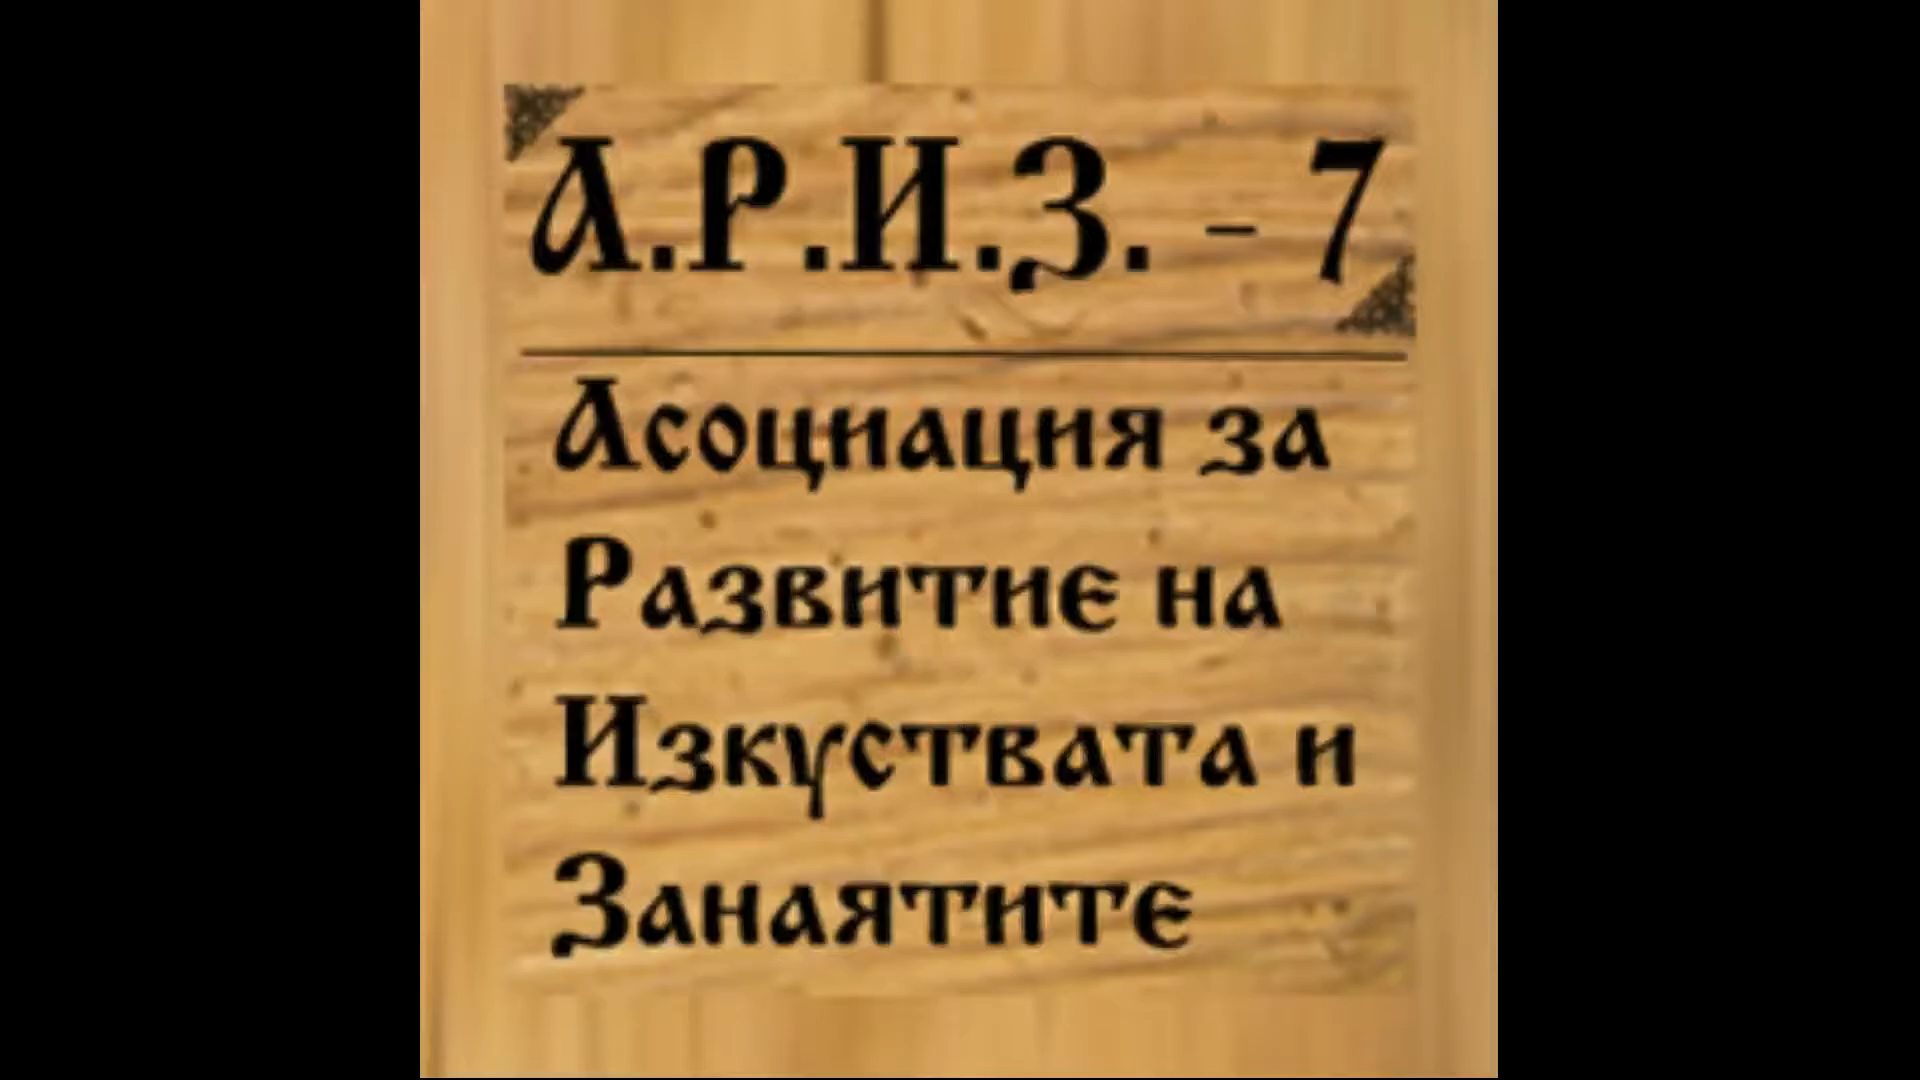 А.Р.И.З. - 7
Асоциация за
Развитие на
Изкуствата и
Занаятите